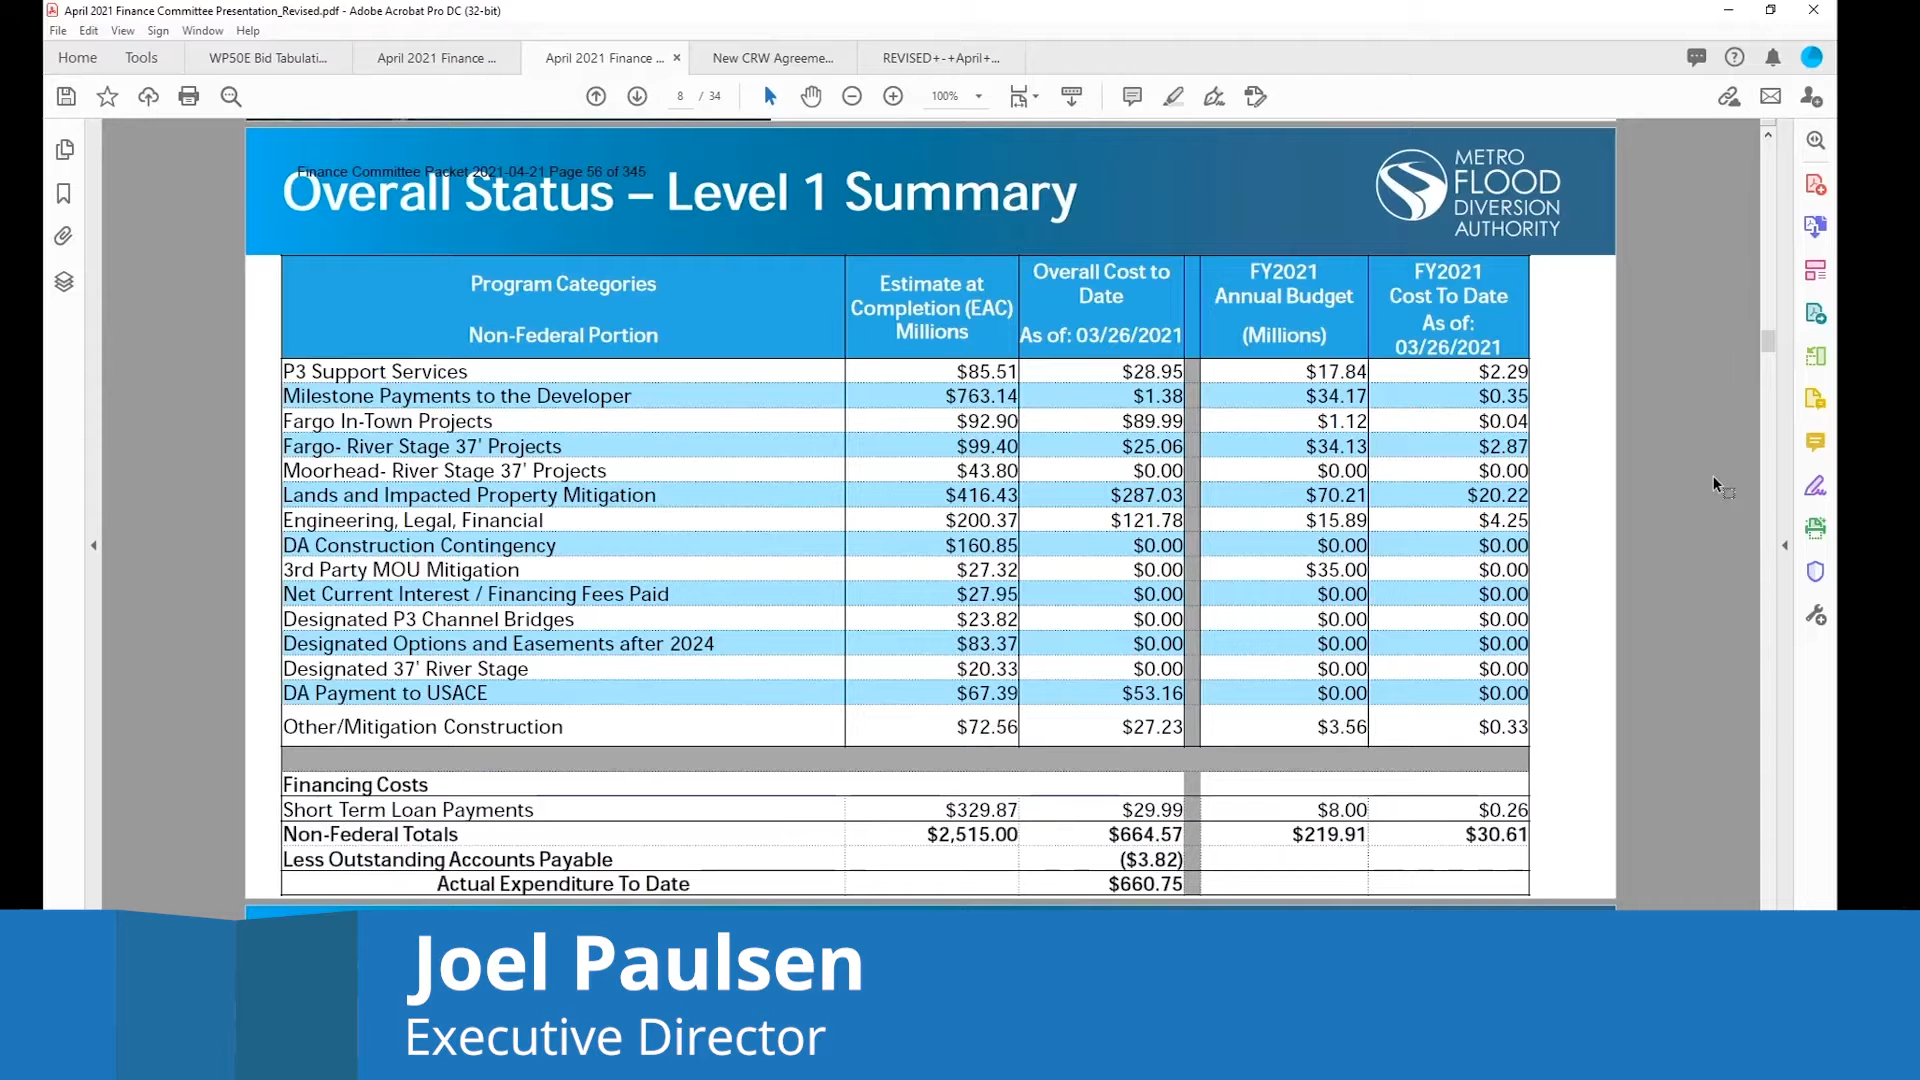 April 2021 Finance Committee Presentation_Revised.pdf - Adobe Acrobat Pro DC (32-bit)
File Edit View Sign Window Help
Home Tools WP50E Bid Tabulati... April 2021 Finance ... April 2021 Finance ... × New CRW Agreeme... REVISED+-+April+...
8 / 34 100%
Finance Committee Packet 2021-04-21 Page 56 of 345
Overall Status – Level 1 Summary
METRO
FLOOD
DIVERSION
AUTHORITY
Program Categories
Non-Federal Portion
Estimate at
Completion (EAC)
Millions
Overall Cost to
Date
As of: 03/26/2021
FY2021
Annual Budget
(Millions)
FY2021
Cost To Date
As of:
03/26/2021
P3 Support Services $85.51 $28.95 $17.84 $2.29
Milestone Payments to the Developer $763.14 $1.38 $34.17 $0.35
Fargo In-Town Projects $92.90 $89.99 $1.12 $0.04
Fargo- River Stage 37' Projects $99.40 $25.06 $34.13 $2.87
Moorhead- River Stage 37' Projects $43.80 $0.00 $0.00 $0.00
Lands and Impacted Property Mitigation $416.43 $287.03 $70.21 $20.22
Engineering, Legal, Financial $200.37 $121.78 $15.89 $4.25
DA Construction Contingency $160.85 $0.00 $0.00 $0.00
3rd Party MOU Mitigation $27.32 $0.00 $35.00 $0.00
Net Current Interest / Financing Fees Paid $27.95 $0.00 $0.00 $0.00
Designated P3 Channel Bridges $23.82 $0.00 $0.00 $0.00
Designated Options and Easements after 2024 $83.37 $0.00 $0.00 $0.00
Designated 37' River Stage $20.33 $0.00 $0.00 $0.00
DA Payment to USACE $67.39 $53.16 $0.00 $0.00
Other/Mitigation Construction $72.56 $27.23 $3.56 $0.33
Financing Costs
Short Term Loan Payments $329.87 $29.99 $8.00 $0.26
Non-Federal Totals $2,515.00 $664.57 $219.91 $30.61
Less Outstanding Accounts Payable ($3.82)
Actual Expenditure To Date $660.75
Joel Paulsen
Executive Director